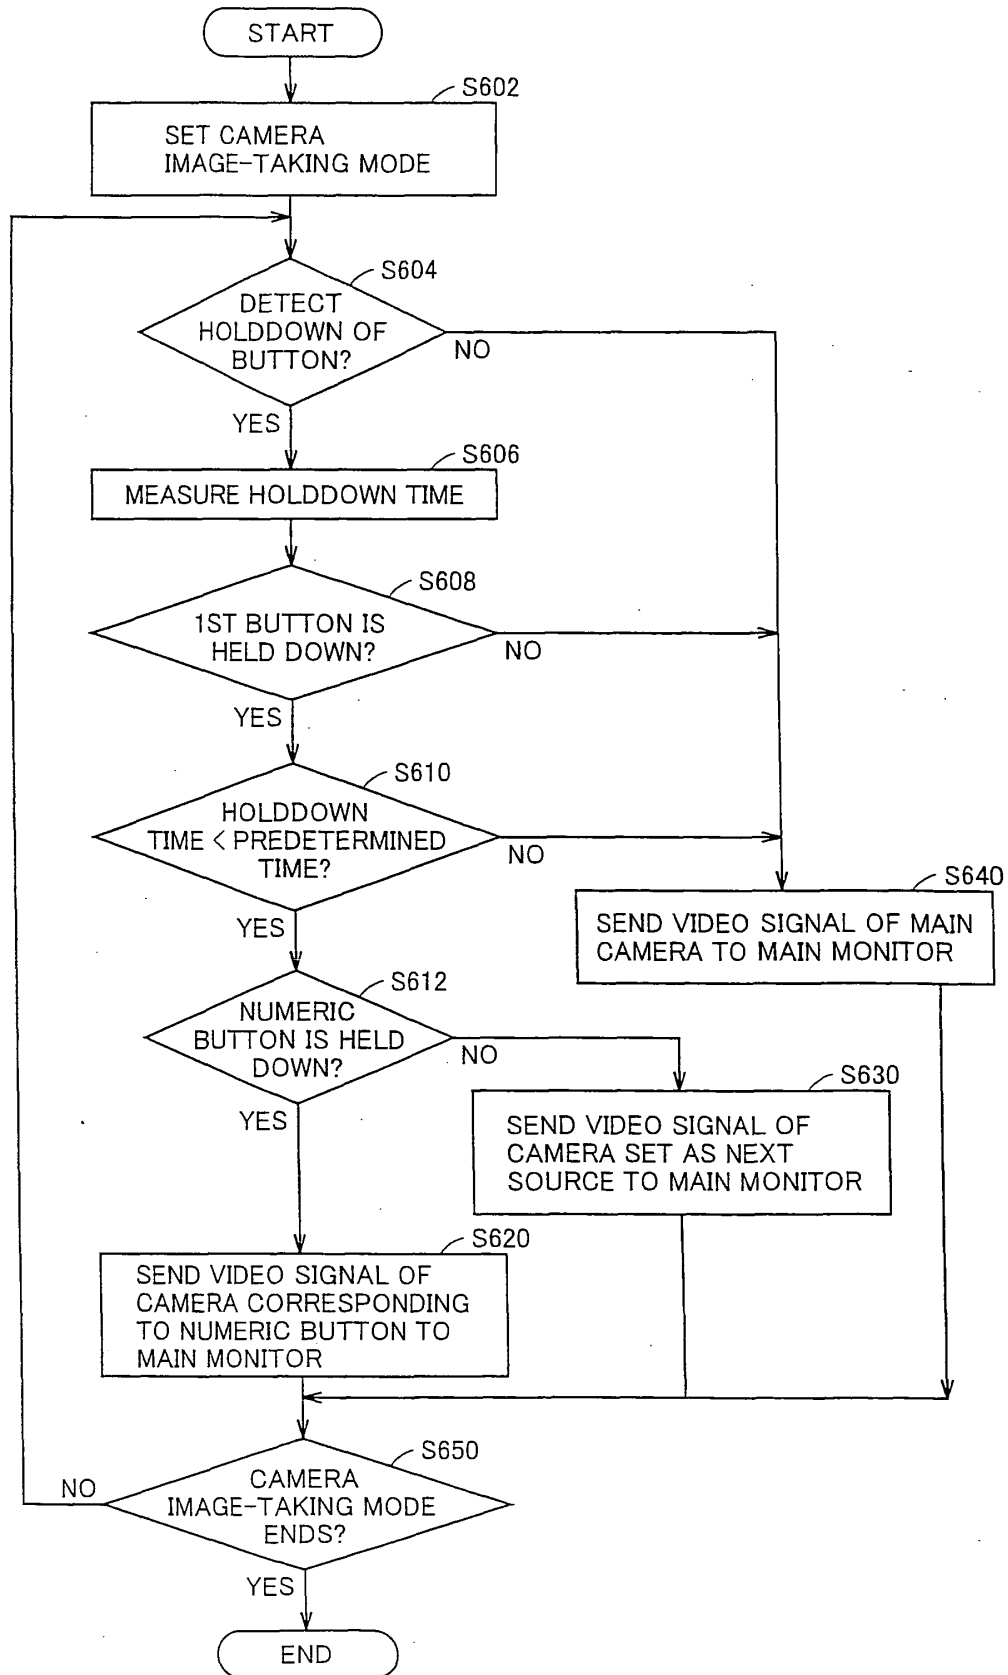 START
S602
SET CAMERA
IMAGE-TAKING MODE
S604
DETECT
HOLDDOWN OF
BUTTON?
NO
YES
S606
MEASURE HOLDDOWN TIME
S608
1ST BUTTON IS
HELD DOWN?
NO
YES
S610
HOLDDOWN
TIME < PREDETERMINED
TIME?
NO
YES
S640
SEND VIDEO SIGNAL OF MAIN
CAMERA TO MAIN MONITOR
S612
NUMERIC
BUTTON IS HELD
DOWN?
NO
YES
S630
SEND VIDEO SIGNAL OF
CAMERA SET AS NEXT
SOURCE TO MAIN MONITOR
S620
SEND VIDEO SIGNAL OF
CAMERA CORRESPONDING
TO NUMERIC BUTTON TO
MAIN MONITOR
S650
CAMERA
IMAGE-TAKING MODE
ENDS?
NO
YES
END